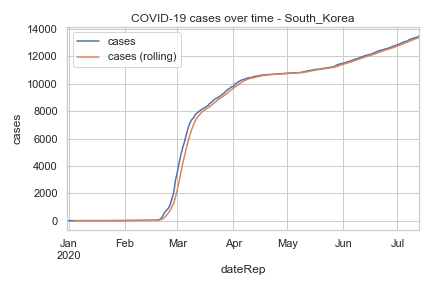 COVID-19 cases over time - South_Korea
cases
cases (rolling)
14000
12000
10000
8000
6000
4000
2000
0
cases
Jan Feb Mar Apr May Jun Jul
2020
dateRep